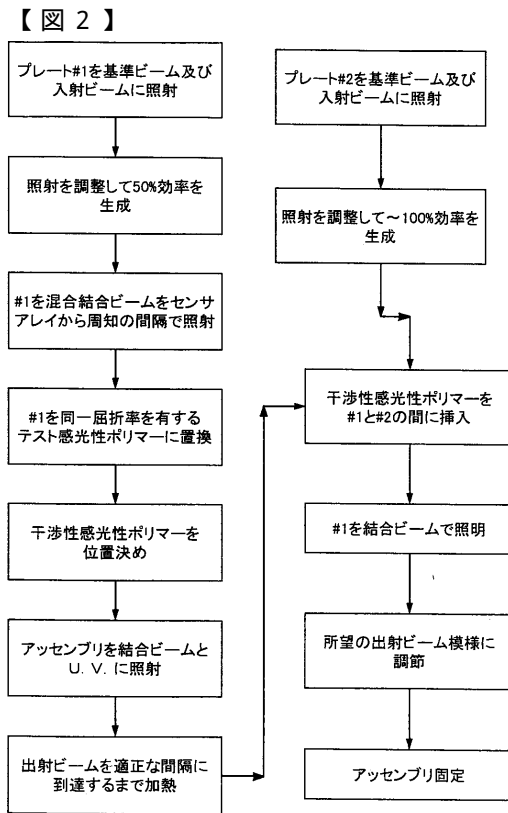 【図2】
プレート#1を基準ビーム及び
入射ビームに照射
照射を調整して50%効率を
生成
#1を混合結合ビームをセンサ
アレイから周知の間隔で照射
#1を同一屈折率を有する
テスト感光性ポリマーに置換
干渉性感光性ポリマーを
位置決め
アッセンブリを結合ビームと
U.V.に照射
出射ビームを適正な間隔に
到達するまで加熱
プレート#2を基準ビーム及び
入射ビームに照射
照射を調整して～100%効率を
生成
干渉性感光性ポリマーを
#1と#2の間に挿入
#1を結合ビームで照明
所望の出射ビーム模様に
調節
アッセンブリ固定